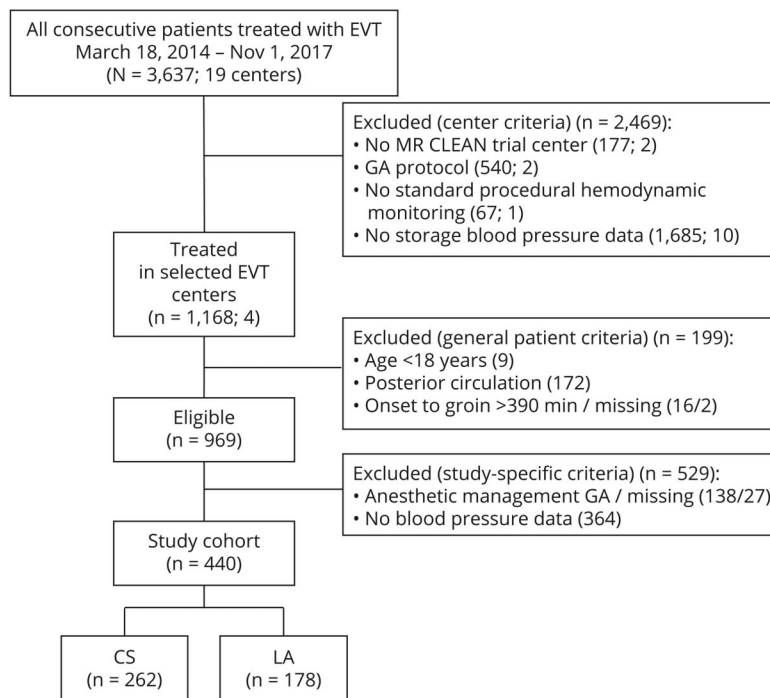 All consecutive patients treated with EVT
March 18, 2014 – Nov 1, 2017
(N = 3,637; 19 centers)
Excluded (center criteria) (n = 2,469):
• No MR CLEAN trial center (177; 2)
• GA protocol (540; 2)
• No standard procedural hemodynamic
monitoring (67; 1)
• No storage blood pressure data (1,685; 10)
Treated
in selected EVT
centers
(n = 1,168; 4)
Excluded (general patient criteria) (n = 199):
• Age <18 years (9)
• Posterior circulation (172)
• Onset to groin >390 min / missing (16/2)
Eligible
(n = 969)
Excluded (study-specific criteria) (n = 529):
• Anesthetic management GA / missing (138/27)
• No blood pressure data (364)
Study cohort
(n = 440)
CS
(n = 262)
LA
(n = 178)